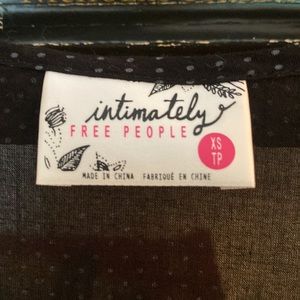 intimately
FREE PEOPLE
XS
TP
MADE IN CHINA FABRIQUÉ EN CHINE